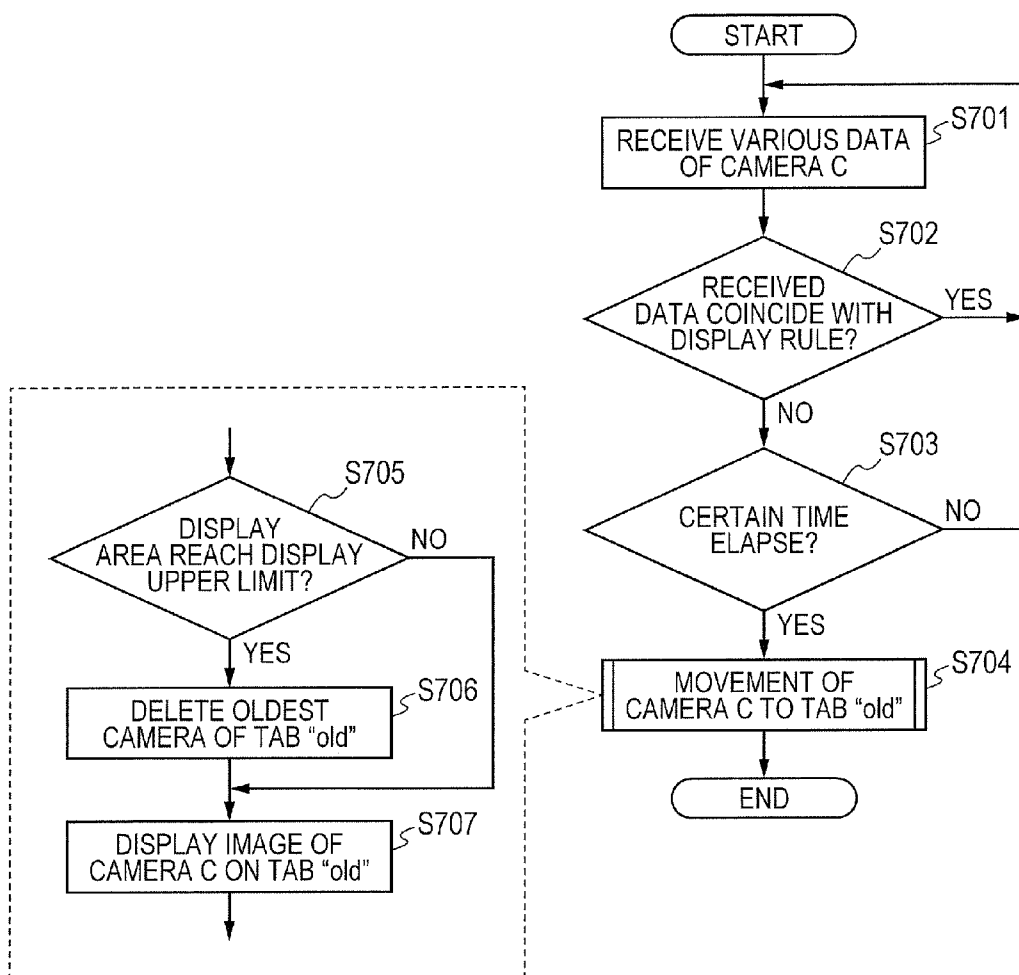 START
S701
RECEIVE VARIOUS DATA
OF CAMERA C
S702
RECEIVED
DATA COINCIDE WITH
DISPLAY RULE?
YES
NO
S703
CERTAIN TIME
ELAPSE?
NO
YES
S704
MOVEMENT OF
CAMERA C TO TAB “old”
END
S705
DISPLAY
AREA REACH DISPLAY
UPPER LIMIT?
NO
YES
S706
DELETE OLDEST
CAMERA OF TAB “old”
S707
DISPLAY IMAGE OF
CAMERA C ON TAB “old”